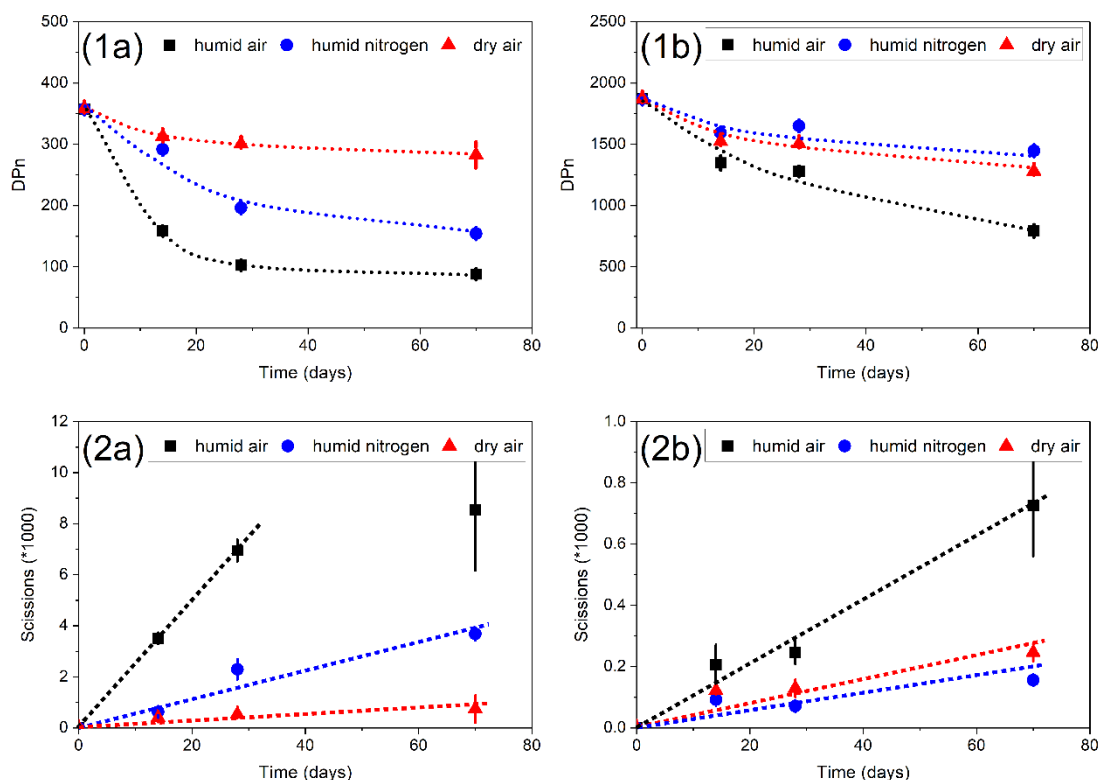 (1a)
humid air humid nitrogen dry air
500
400
300
200
100
0
DPn
0 20 40 60 80
Time (days)
(1b)
humid air humid nitrogen dry air
2500
2000
1500
1000
500
0
DPn
0 20 40 60 80
Time (days)
(2a)
humid air humid nitrogen dry air
12
10
8
6
4
2
0
Scissions (*1000)
0 20 40 60 80
Time (days)
(2b)
humid air humid nitrogen dry air
1.0
0.8
0.6
0.4
0.2
0.0
Scissions (*1000)
0 20 40 60 80
Time (days)